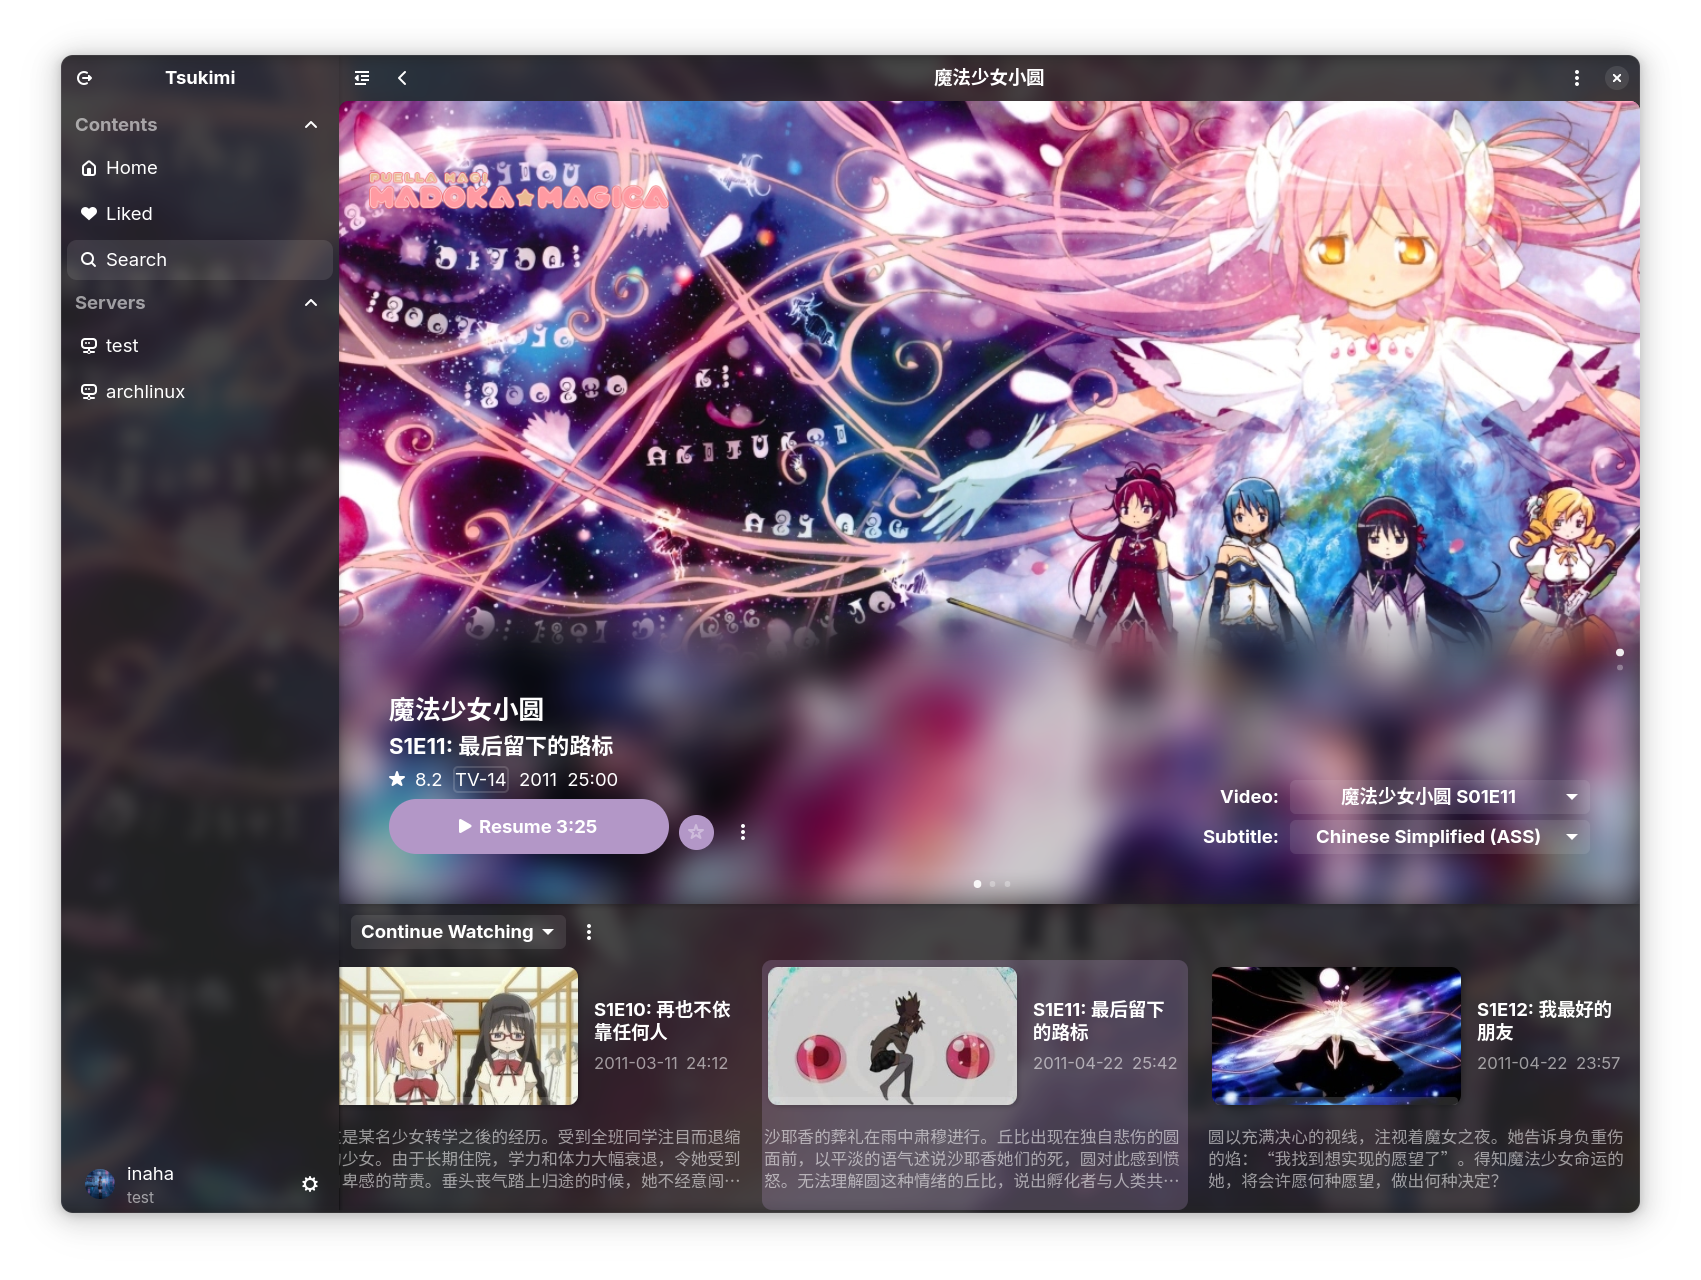 Tsukimi
魔法少女小圆
Contents
Home
Liked
Search
Servers
test
archlinux
PUELLA MAGI
MADOKA★MAGICA
魔法少女小圆
S1E11: 最后留下的路标
8.2 TV-14 2011 25:00
Resume 3:25
Video: 魔法少女小圆 S01E11
Subtitle: Chinese Simplified (ASS)
Continue Watching
S1E10: 再也不依
靠任何人
2011-03-11 24:12
是某名少女转学之後的经历。受到全班同学注目而退缩
少女。由于长期住院，学力和体力大幅衰退，令她受到
卑感的苛责。垂头丧气踏上归途的时候，她不经意闯…
S1E11: 最后留下
的路标
2011-04-22 25:42
沙耶香的葬礼在雨中肃穆进行。丘比出现在独自悲伤的圆
面前，以平淡的语气述说沙耶香她们的死，圆对此感到愤
怒。无法理解圆这种情绪的丘比，说出孵化者与人类共…
S1E12: 我最好的
朋友
2011-04-22 23:57
圆以充满决心的视线，注视着魔女之夜。她告诉身负重伤
的焰：“我找到想实现的愿望了”。得知魔法少女命运的
她，将会许愿何种愿望，做出何种决定？
inaha
test